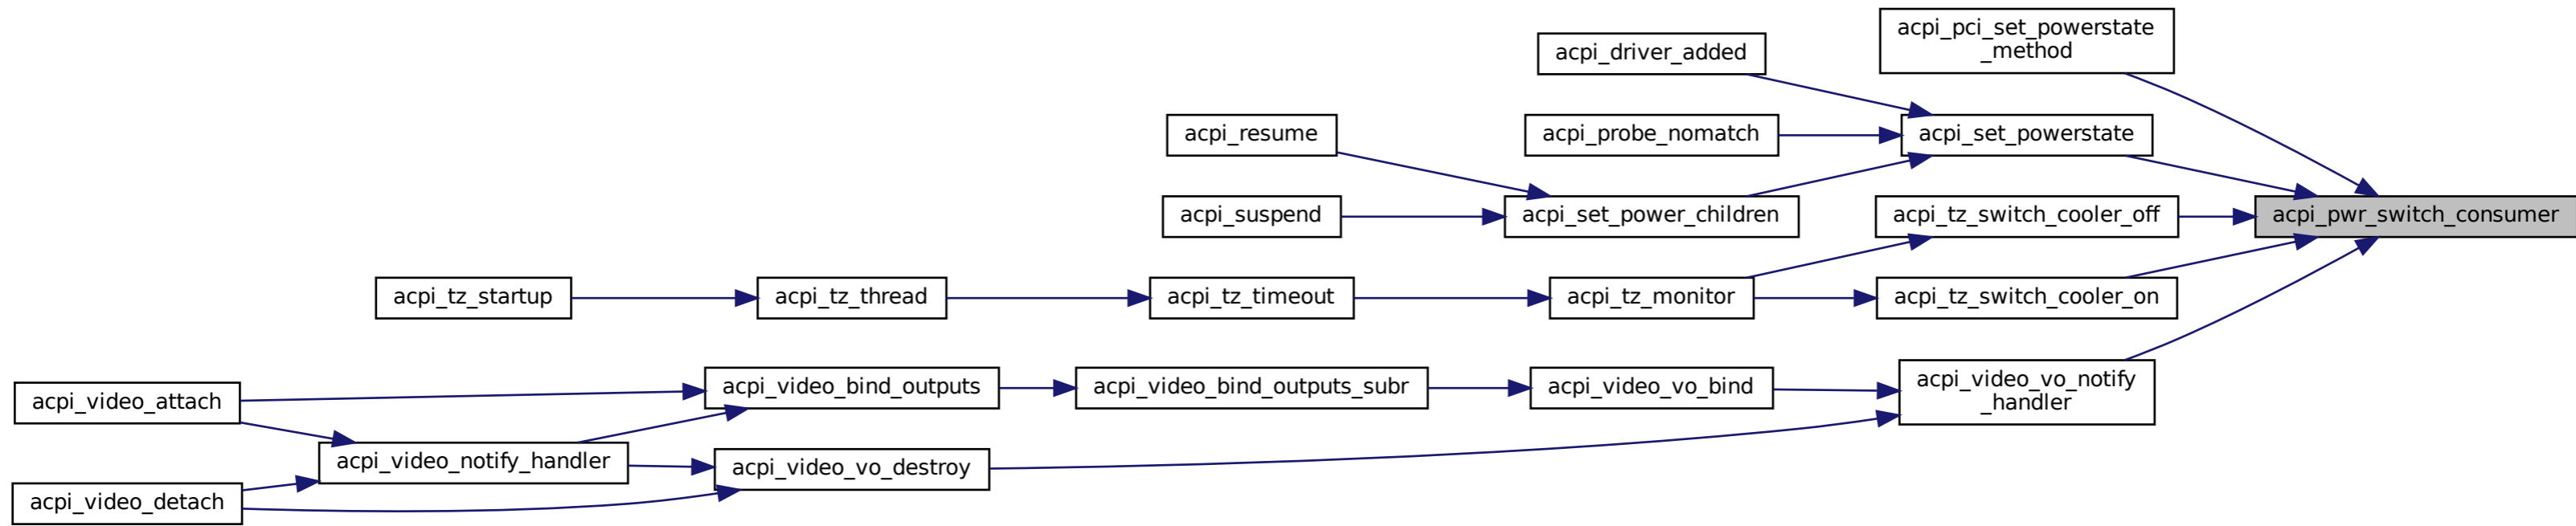 acpi_pci_set_powerstate
_method
acpi_driver_added
acpi_resume
acpi_probe_nomatch
acpi_set_powerstate
acpi_suspend
acpi_set_power_children
acpi_tz_switch_cooler_off
acpi_pwr_switch_consumer
acpi_tz_startup
acpi_tz_thread
acpi_tz_timeout
acpi_tz_monitor
acpi_tz_switch_cooler_on
acpi_video_attach
acpi_video_bind_outputs
acpi_video_bind_outputs_subr
acpi_video_vo_bind
acpi_video_vo_notify
_handler
acpi_video_notify_handler
acpi_video_vo_destroy
acpi_video_detach